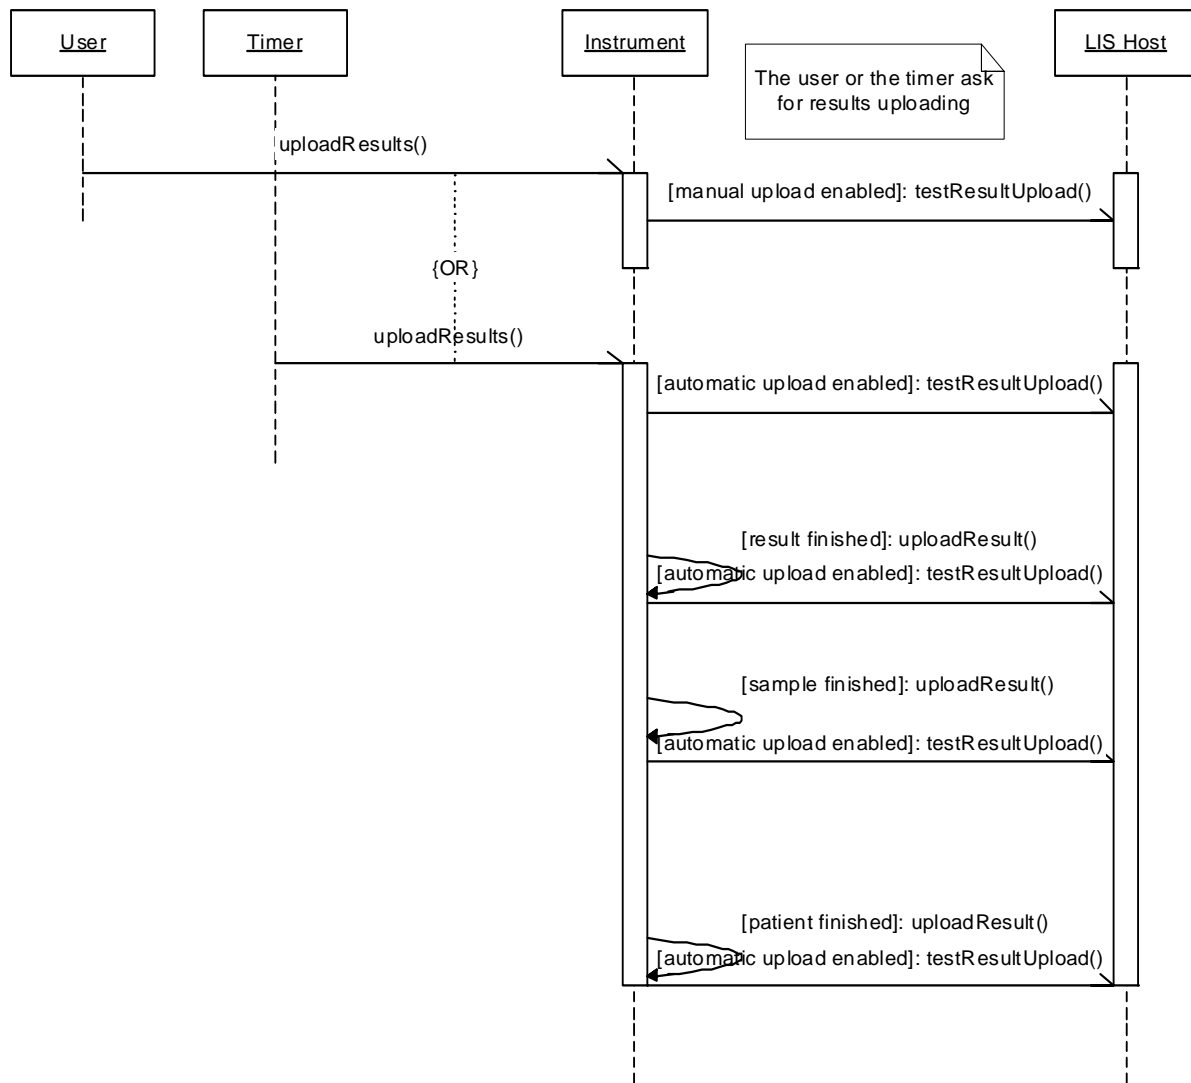 User
Timer
Instrument
LIS Host
The user or the timer ask
for results uploading
uploadResults()
[manual upload enabled]: testResultUpload()
{OR}
uploadResults()
[automatic upload enabled]: testResultUpload()
[result finished]: uploadResult()
[automatic upload enabled]: testResultUpload()
[sample finished]: uploadResult()
[automatic upload enabled]: testResultUpload()
[patient finished]: uploadResult()
[automatic upload enabled]: testResultUpload()